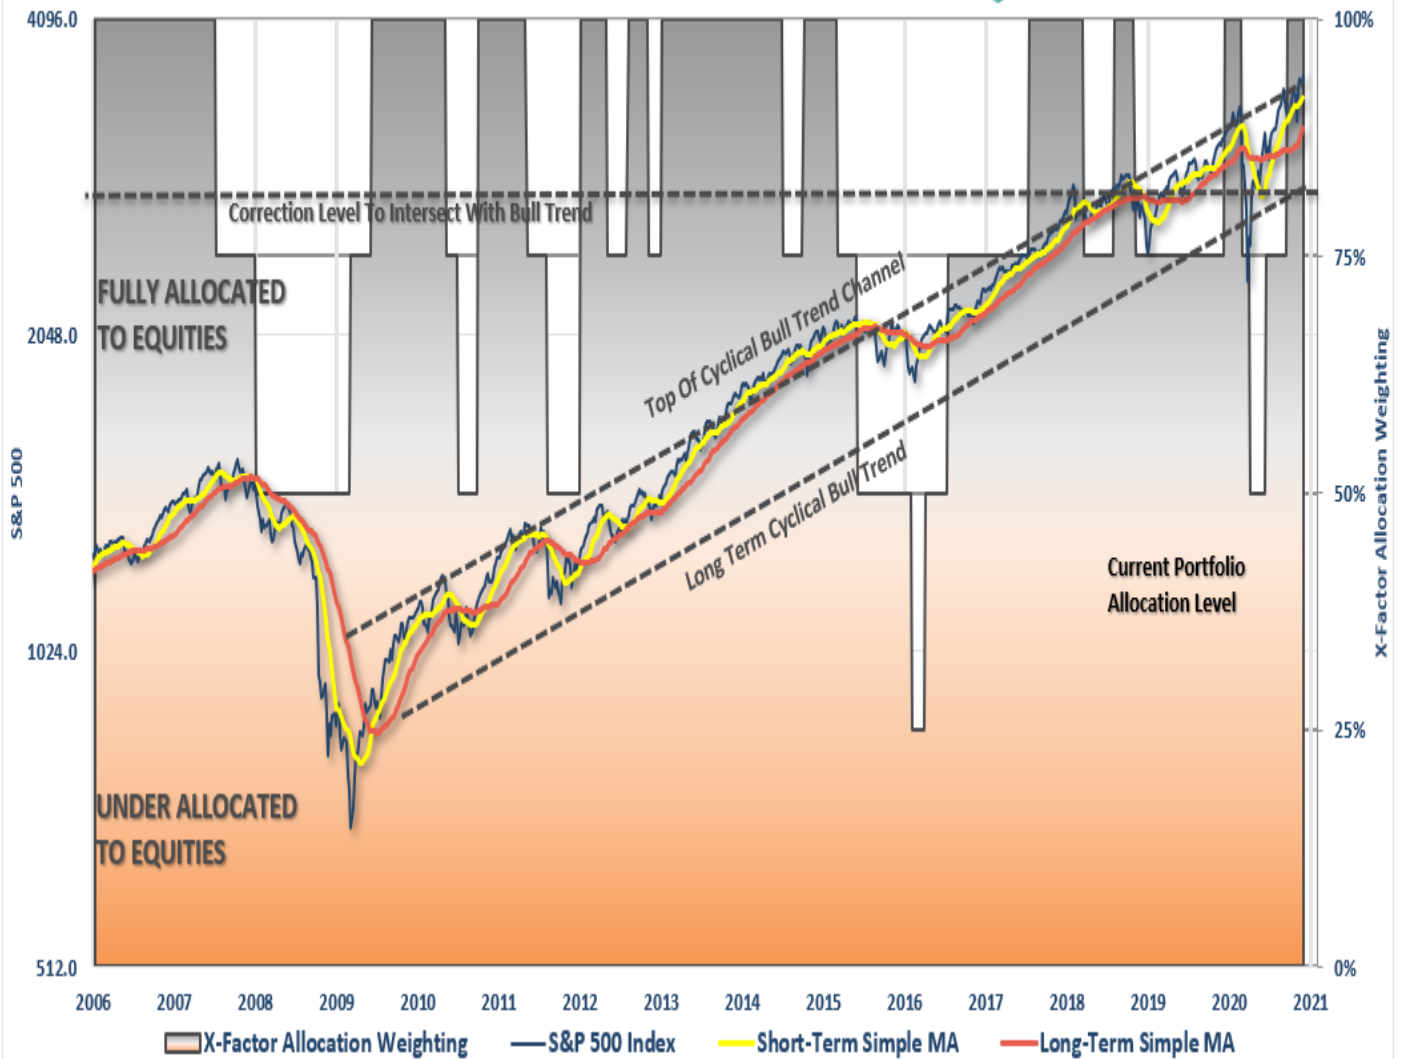 4096.0
100%
Correction Level To Intersect With Bull Trend
75%
FULLY ALLOCATED
TO EQUITIES
Top Of Cyclical Bull Trend Channel
2048.0
X-Factor Allocation Weighting
S&P 500
50%
Long Term Cyclical Bull Trend
Current Portfolio
Allocation Level
1024.0
25%
UNDER ALLOCATED
TO EQUITIES
512.0
0%
2006 2007 2008 2009 2010 2011 2012 2013 2014 2015 2016 2017 2018 2019 2020 2021
X-Factor Allocation Weighting S&P 500 Index Short-Term Simple MA Long-Term Simple MA